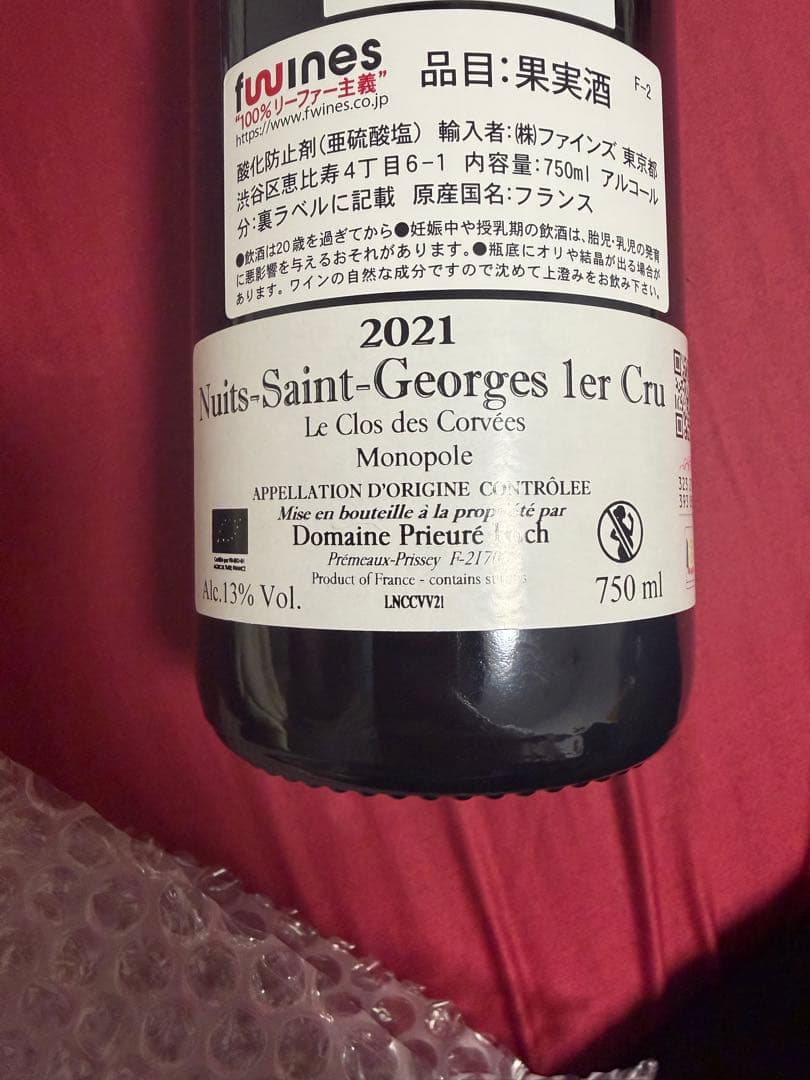 fwines
"100%リーファー主義"
https://www.fwines.co.jp
品目:果実酒
F-2
酸化防止剤(亜硫酸塩) 輸入者:㈱ファインズ 東京都
渋谷区恵比寿4丁目6-1 内容量:750ml アルコール
分:裏ラベルに記載 原産国名:フランス
●飲酒は20歳を過ぎてから●妊娠中や授乳期の飲酒は、胎児・乳児の発育
に悪影響を与えるおそれがあります。●瓶底にオリや結晶が出る場合が
あります。ワインの自然な成分ですので沈めて上澄みをお飲み下さい。
2021
Nuits-Saint-Georges 1er Cru
Le Clos des Corvées
Monopole
APPELLATION D'ORIGINE CONTRÔLEE
Mise en bouteille à la propriété par
Domaine Prieuré
Prémeaux-Prissey
Product of France - contains
Alc.13% Vol.
LNCCVV21
750 ml